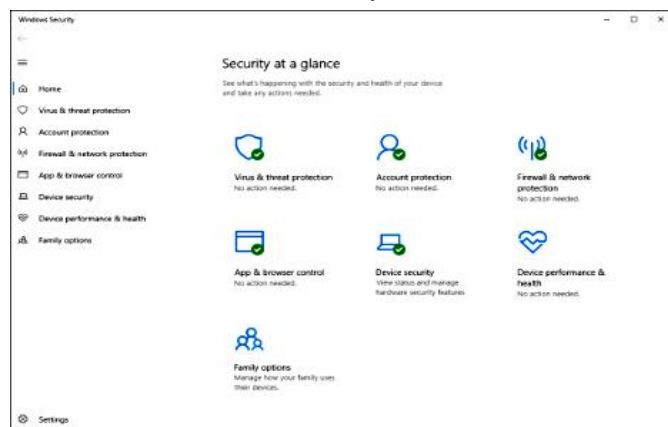 Windows Security
Home
Virus & threat protection
Account protection
Firewall & network protection
App & browser control
Device security
Device performance & health
Family options
Settings
Security at a glance
See what's happening with the security and health of your device
and take any actions needed.
Virus & threat protection
No action needed.
Account protection
No action needed.
Firewall & network
protection
No action needed.
App & browser control
No action needed.
Device security
View status and manage
hardware security features
Device performance &
health
No action needed.
Family options
Manage how your family uses
their devices.